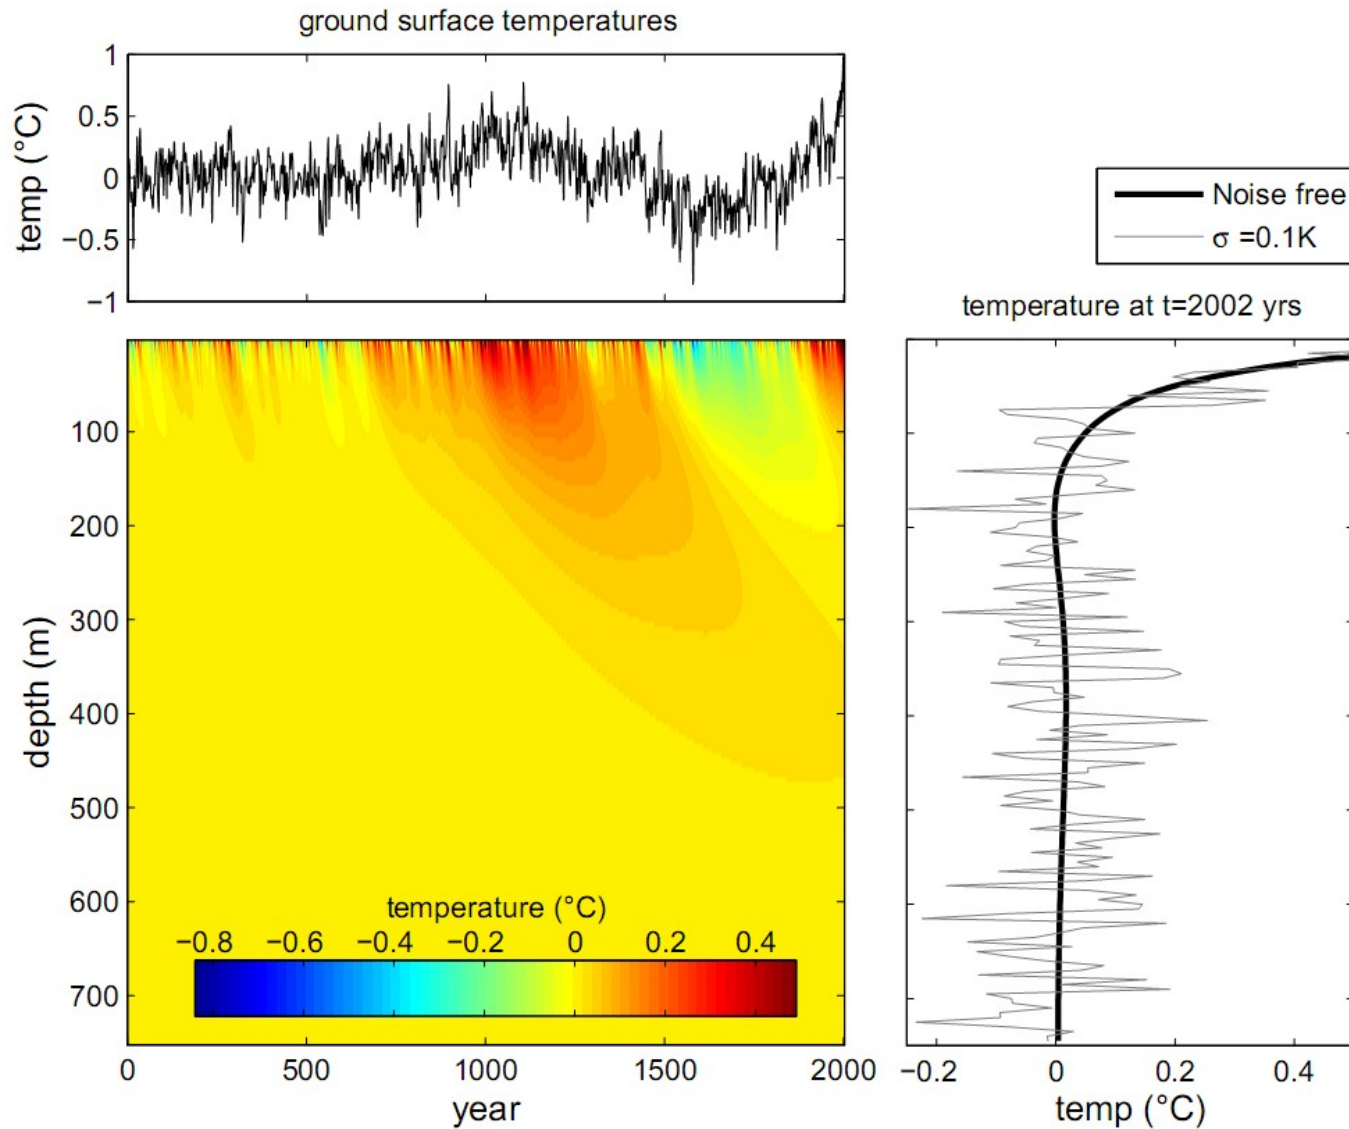 ground surface temperatures
temp (°C)
1
0.5
0
−0.5
−1
Noise free
σ =0.1K
temperature at t=2002 yrs
depth (m)
100
200
300
400
500
600
700
temperature (°C)
−0.8 −0.6 −0.4 −0.2 0 0.2 0.4
0 500 1000 1500 2000
year
−0.2 0 0.2 0.4
temp (°C)